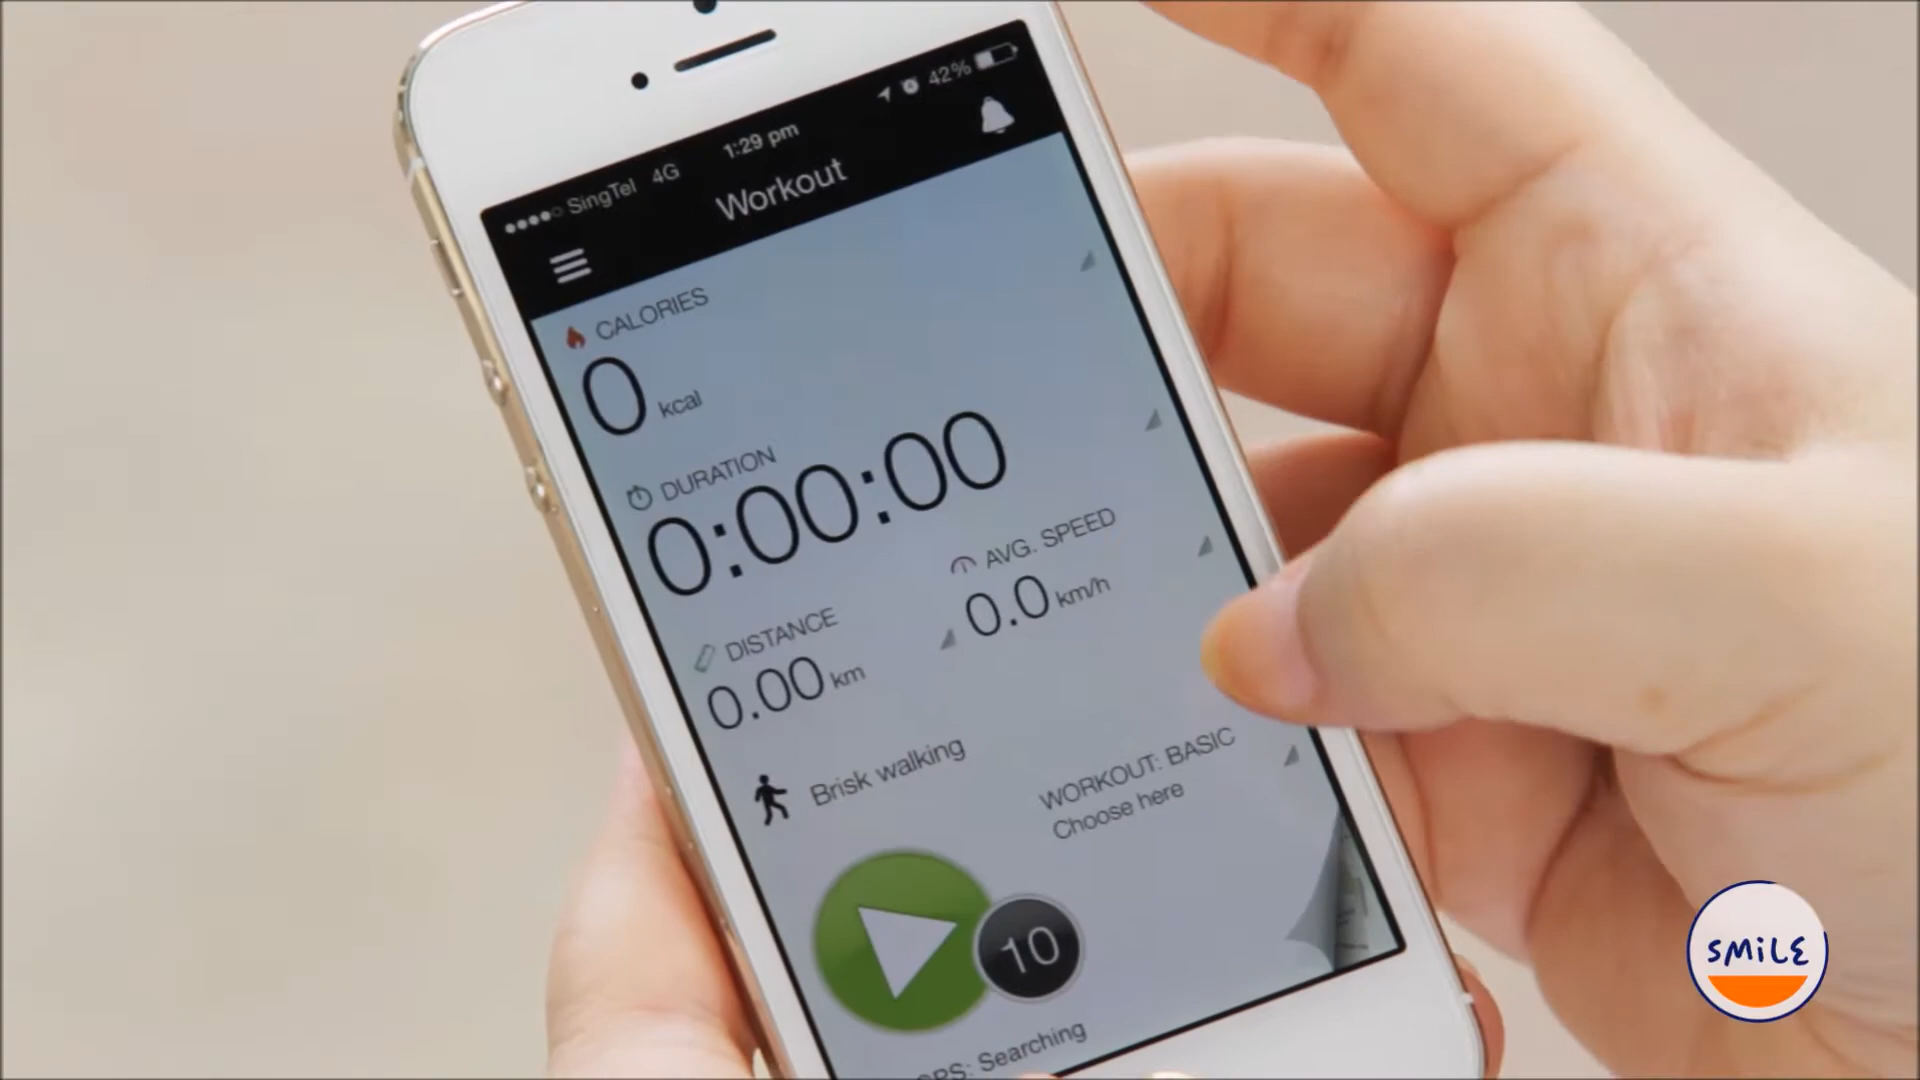 SingTel 4G 1:29 pm 42%
Workout
CALORIES
0 kcal
DURATION
0:00:00
DISTANCE
0.00 km
AVG. SPEED
0.0 km/h
Brisk walking
WORKOUT: BASIC
Choose here
10
GPS: Searching
SMiLE